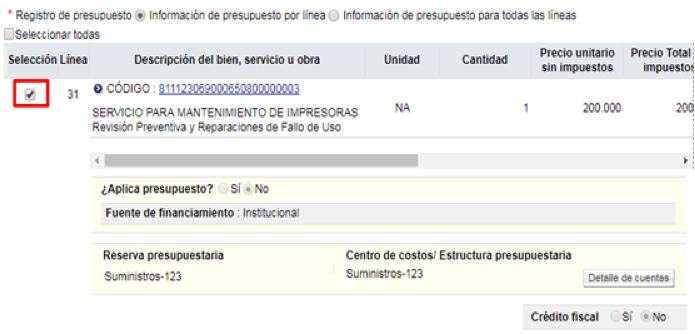 * Registro de presupuesto Información de presupuesto por línea Información de presupuesto para todas las líneas
Seleccionar todas
Selección Línea Descripción del bien, servicio u obra Unidad Cantidad Precio unitario sin impuestos Precio Total impuestos
31 CÓDIGO : 811123069000650800000003
SERVICIO PARA MANTENIMIENTO DE IMPRESORAS NA 1 200.000 200
Revisión Preventiva y Reparaciones de Fallo de Uso
¿Aplica presupuesto? Sí No
Fuente de financiamiento : Institucional
Reserva presupuestaria Centro de costos/ Estructura presupuestaria
Suministros-123 Suministros-123 Detalle de cuentas
Crédito fiscal Sí No